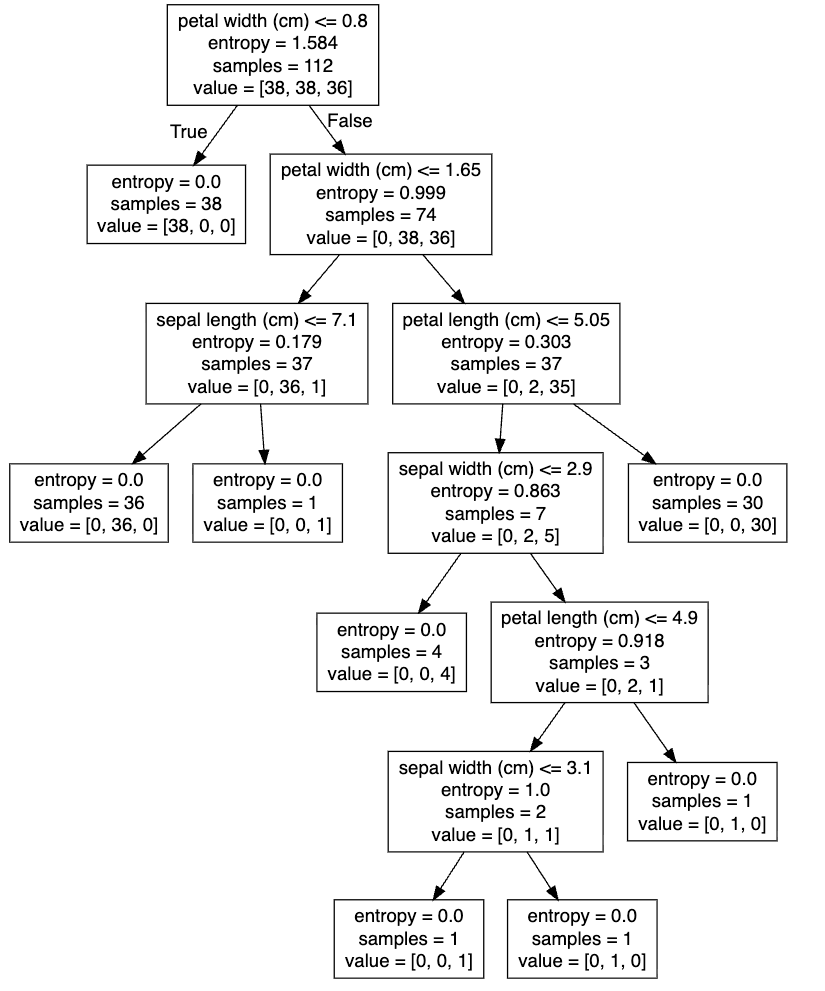 petal width (cm) <= 0.8
entropy = 1.584
samples = 112
value = [38, 38, 36]
True
False
entropy = 0.0
samples = 38
value = [38, 0, 0]
petal width (cm) <= 1.65
entropy = 0.999
samples = 74
value = [0, 38, 36]
sepal length (cm) <= 7.1
entropy = 0.179
samples = 37
value = [0, 36, 1]
petal length (cm) <= 5.05
entropy = 0.303
samples = 37
value = [0, 2, 35]
entropy = 0.0
samples = 36
value = [0, 36, 0]
entropy = 0.0
samples = 1
value = [0, 0, 1]
sepal width (cm) <= 2.9
entropy = 0.863
samples = 7
value = [0, 2, 5]
entropy = 0.0
samples = 30
value = [0, 0, 30]
entropy = 0.0
samples = 4
value = [0, 0, 4]
petal length (cm) <= 4.9
entropy = 0.918
samples = 3
value = [0, 2, 1]
sepal width (cm) <= 3.1
entropy = 1.0
samples = 2
value = [0, 1, 1]
entropy = 0.0
samples = 1
value = [0, 1, 0]
entropy = 0.0
samples = 1
value = [0, 0, 1]
entropy = 0.0
samples = 1
value = [0, 1, 0]